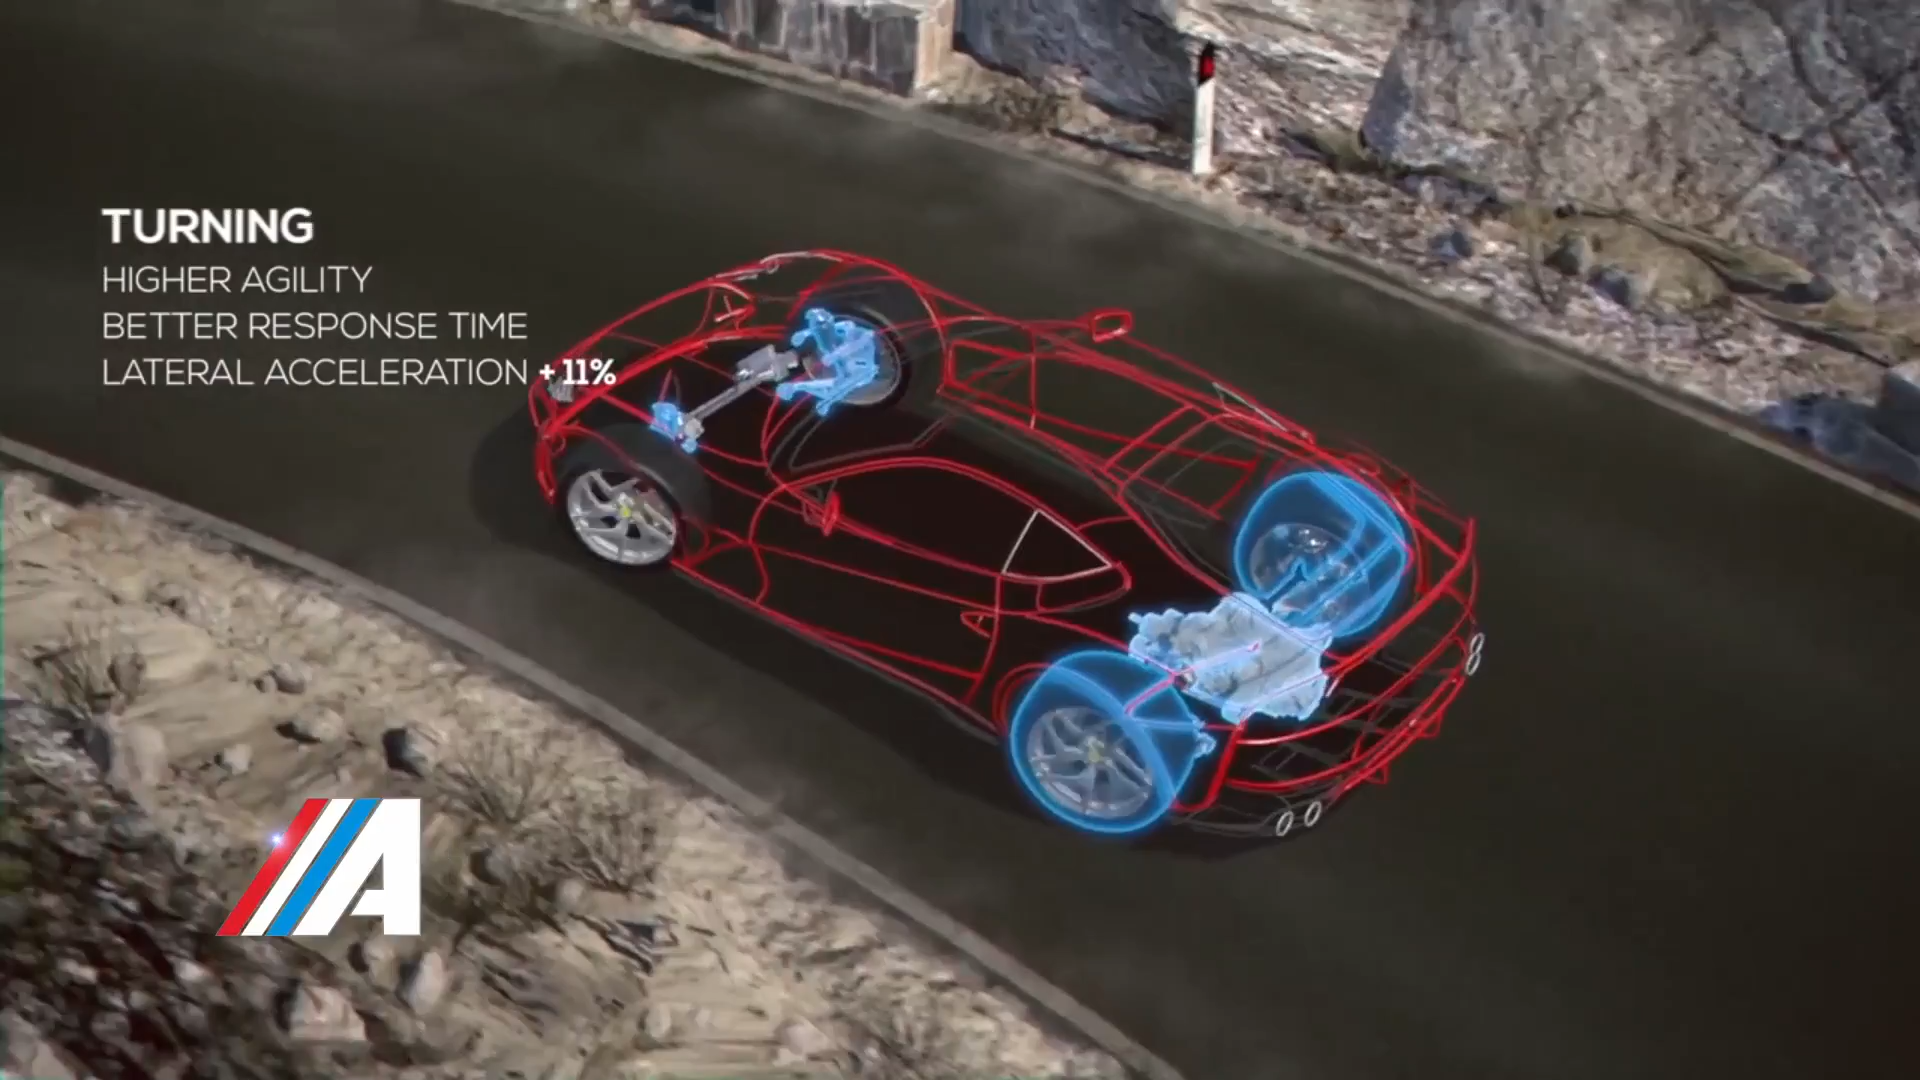 TURNING
HIGHER AGILITY
BETTER RESPONSE TIME
LATERAL ACCELERATION + 11%
A